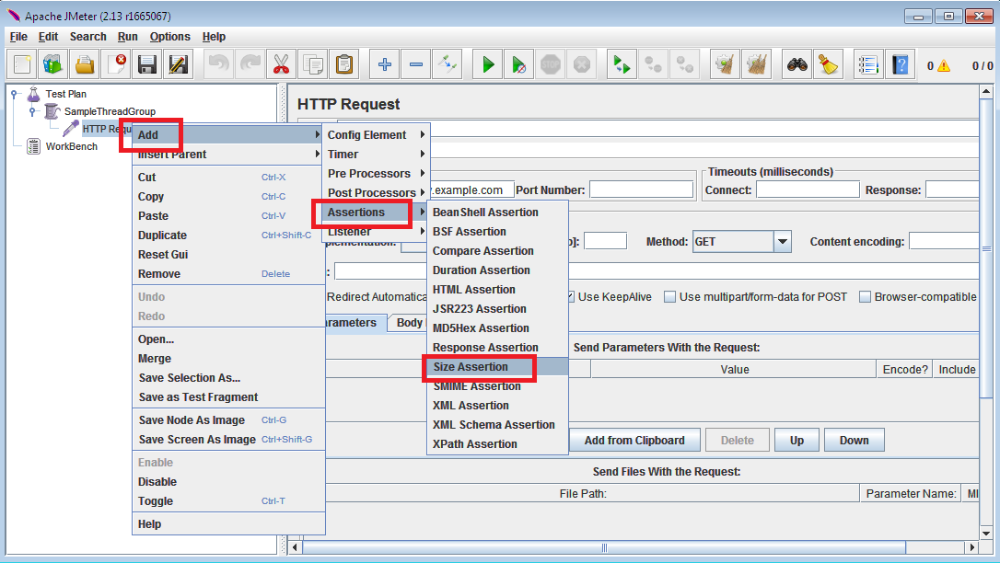 Apache JMeter (2.13 r1665067)
File Edit Search Run Options Help
0 0 / 0
Test Plan
SampleThreadGroup
HTTP Requ
WorkBench
Add
Insert Parent
Cut Ctrl-X
Copy Ctrl-C
Paste Ctrl-V
Duplicate Ctrl+Shift-C
Reset Gui
Remove Delete
Undo
Redo
Open...
Merge
Save Selection As...
Save as Test Fragment
Save Node As Image Ctrl-G
Save Screen As Image Ctrl+Shift-G
Enable
Disable
Toggle Ctrl-T
Help
Config Element
Timer
Pre Processors
Post Processors
Assertions
Listener
BeanShell Assertion
BSF Assertion
Compare Assertion
Duration Assertion
HTML Assertion
JSR223 Assertion
MD5Hex Assertion
Response Assertion
Size Assertion
SMIME Assertion
XML Assertion
XML Schema Assertion
XPath Assertion
HTTP Request
Timeouts (milliseconds)
.example.com Port Number: Connect: Response:
plementation: p]: Method: GET Content encoding:
:
Redirect Automatica Use KeepAlive Use multipart/form-data for POST Browser-compatible
arameters Body
Send Parameters With the Request:
Value Encode? Include
Add from Clipboard Delete Up Down
Send Files With the Request:
File Path: Parameter Name: MI